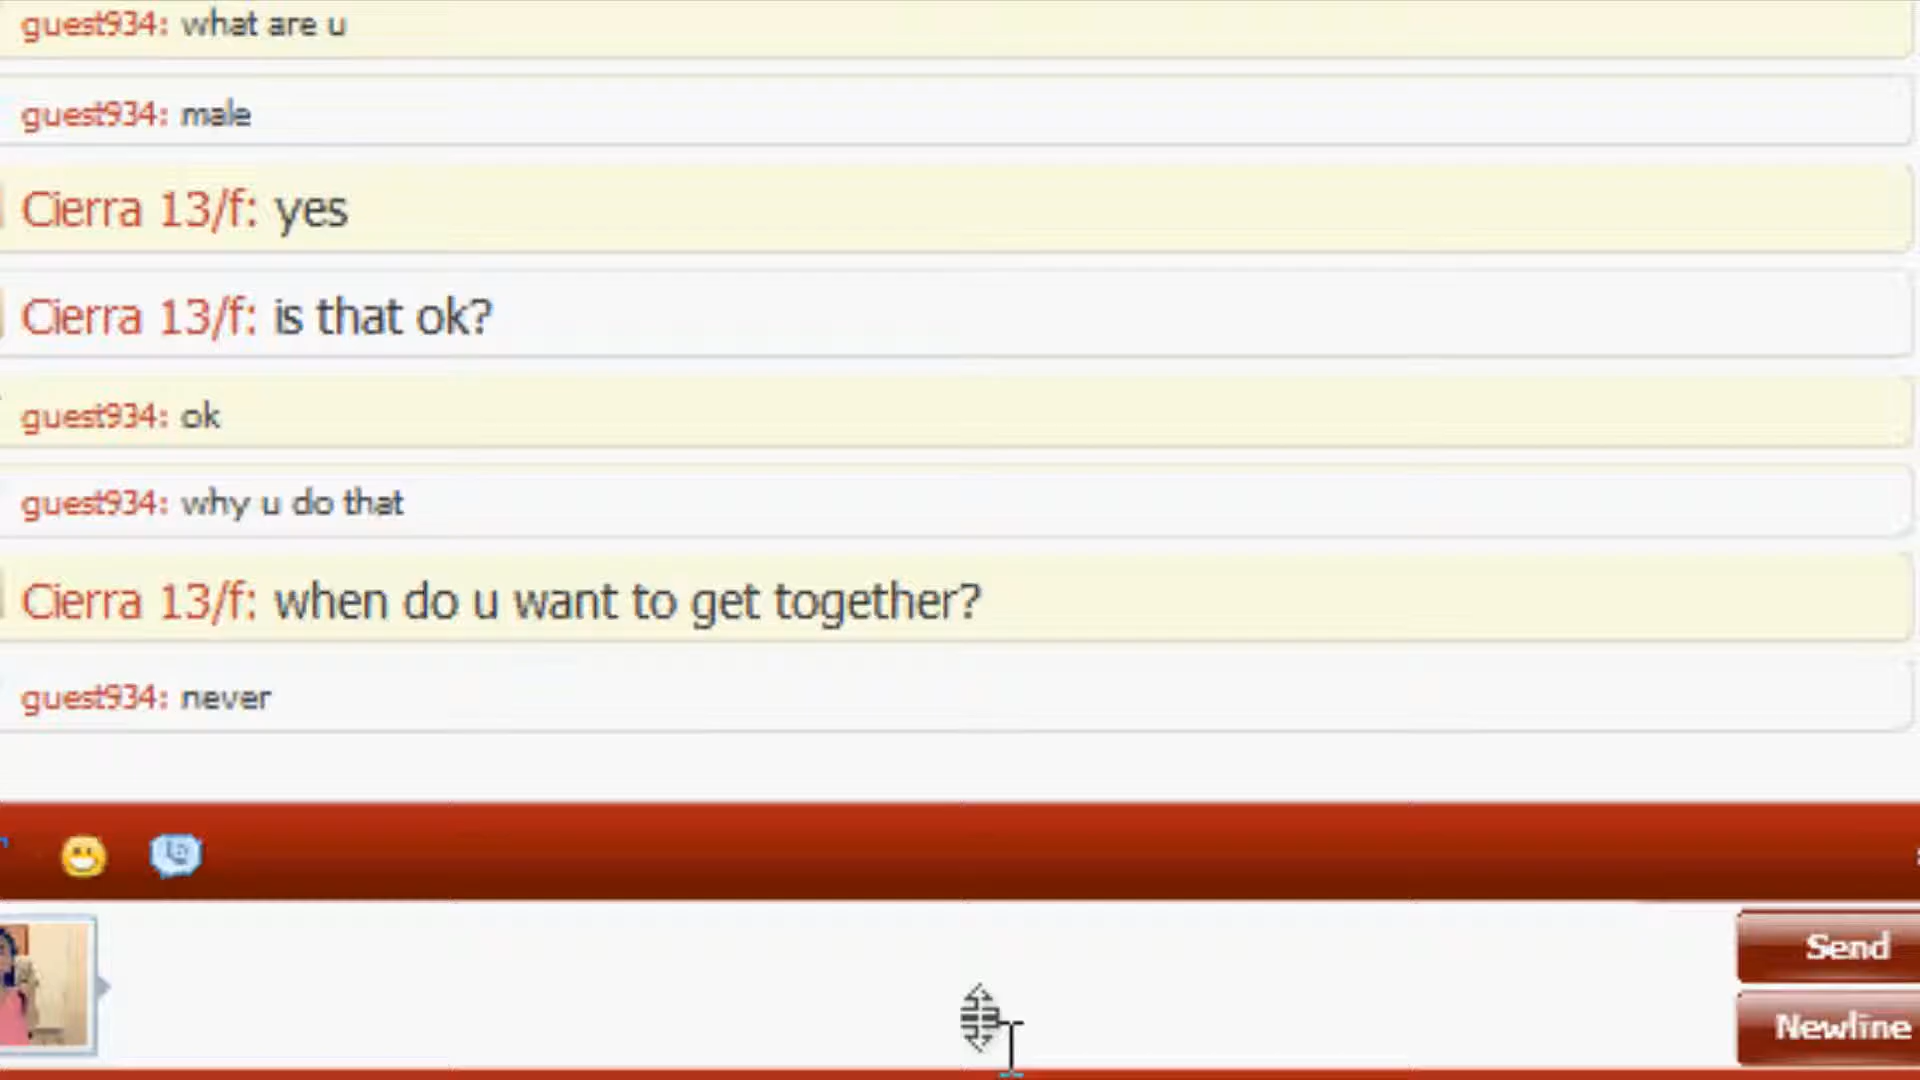 guest934: what are u
guest934: male
Cierra 13/f: yes
Cierra 13/f: is that ok?
guest934: ok
guest934: why u do that
Cierra 13/f: when do u want to get together?
guest934: never
Send
Newline